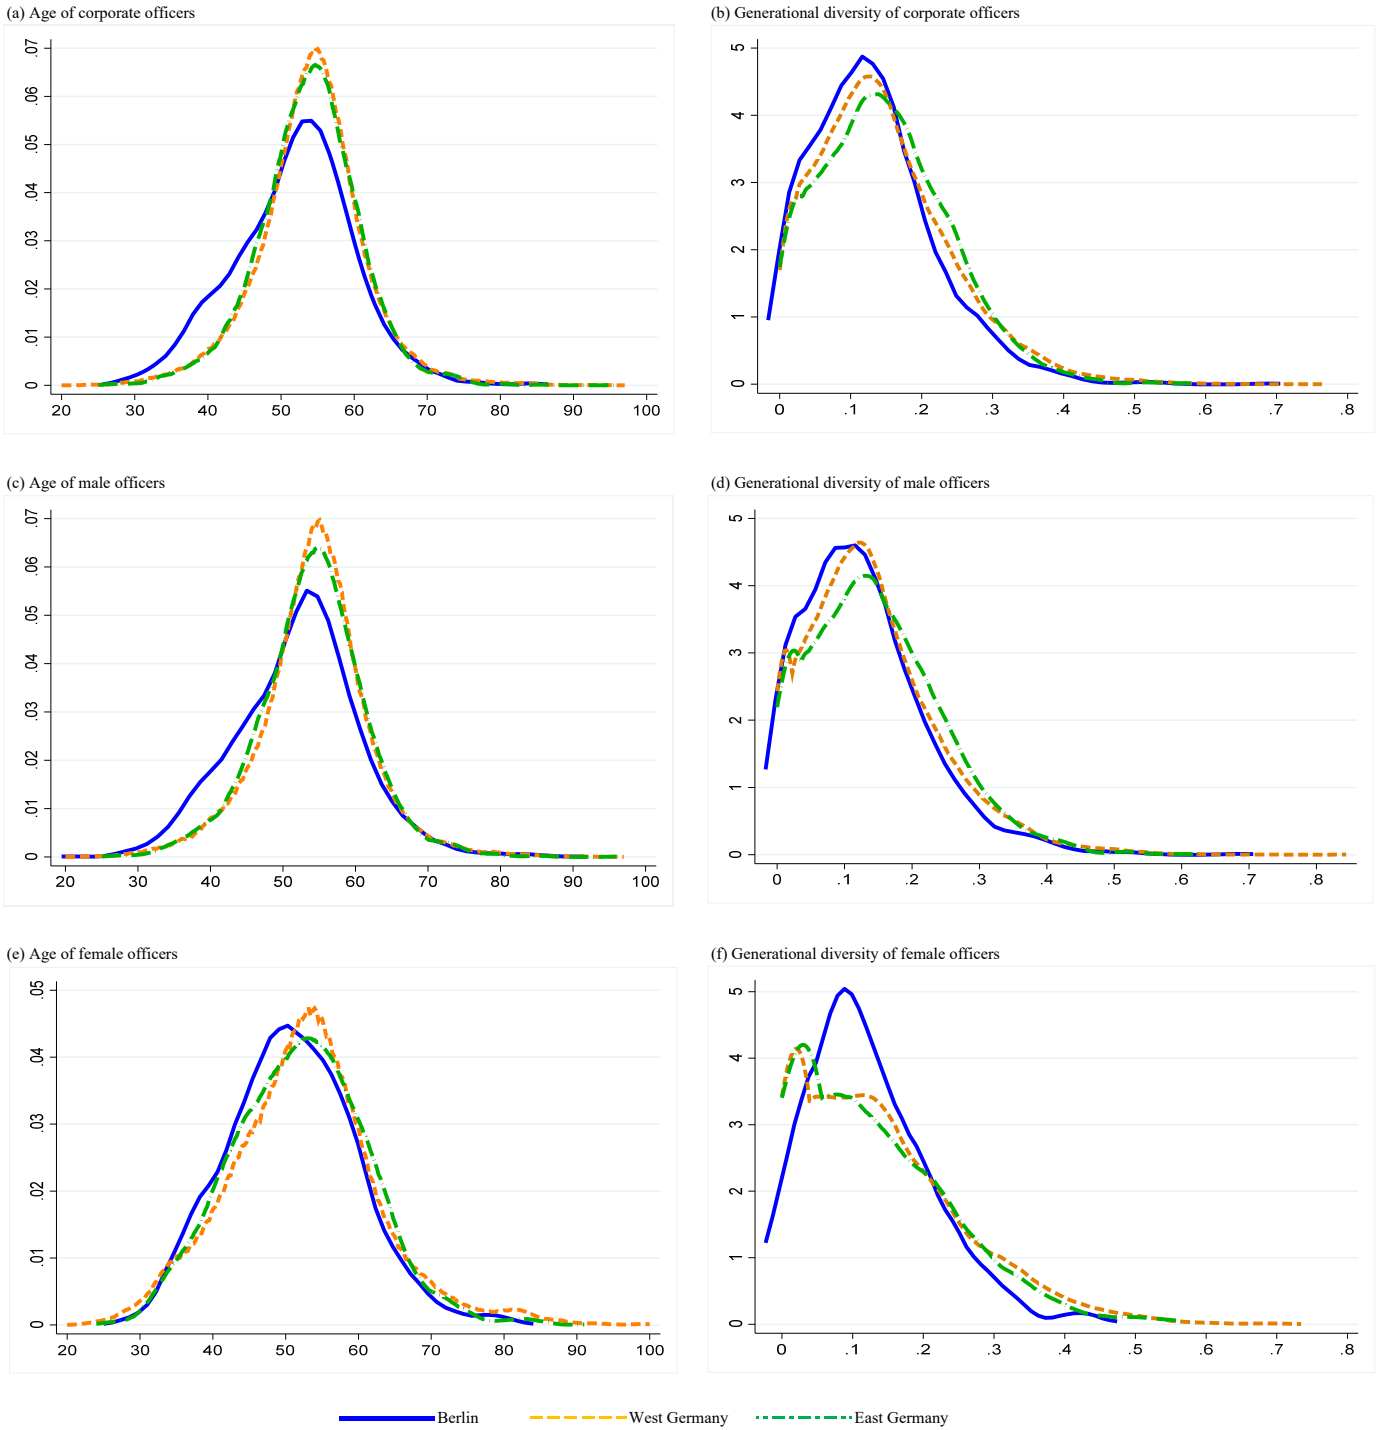 (a) Age of corporate officers
0 .01 .02 .03 .04 .05 .06 .07
20 30 40 50 60 70 80 90 100
(b) Generational diversity of corporate officers
0 1 2 3 4 5
0 .1 .2 .3 .4 .5 .6 .7 .8
(c) Age of male officers
0 .01 .02 .03 .04 .05 .06 .07
20 30 40 50 60 70 80 90 100
(d) Generational diversity of male officers
0 1 2 3 4 5
0 .1 .2 .3 .4 .5 .6 .7 .8
(e) Age of female officers
0 .01 .02 .03 .04 .05
20 30 40 50 60 70 80 90 100
(f) Generational diversity of female officers
0 1 2 3 4 5
0 .1 .2 .3 .4 .5 .6 .7 .8
Berlin West Germany East Germany